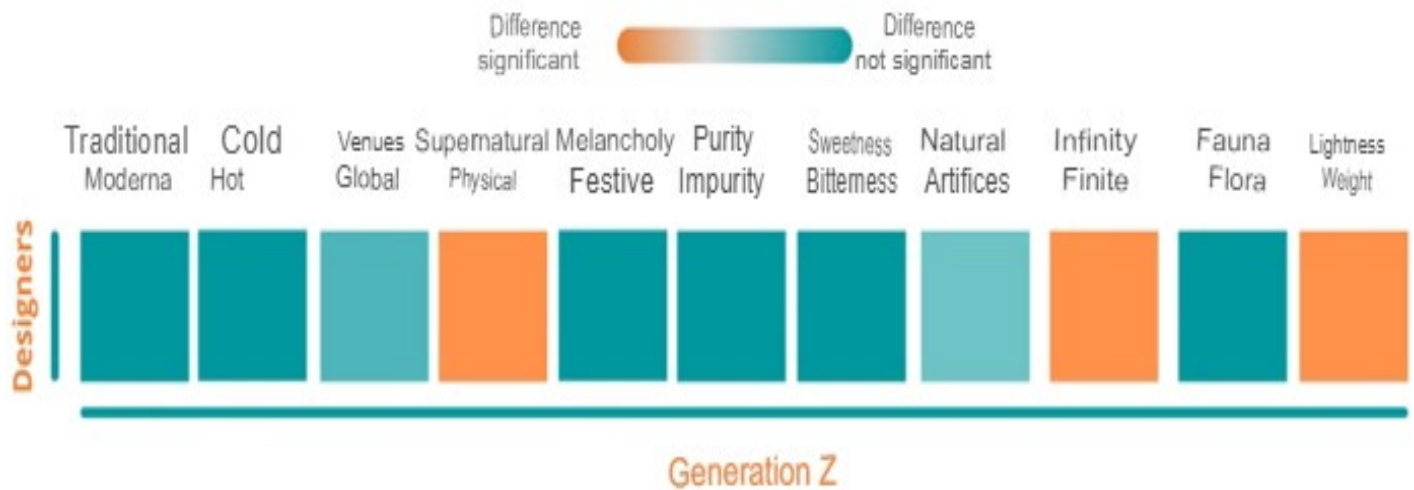 Difference
significant
Difference
not significant
Traditional
Moderna
Cold
Hot
Venues
Global
Supernatural
Physical
Melancholy
Festive
Purity
Impurity
Sweetness
Bitterness
Natural
Artifices
Infinity
Finite
Fauna
Flora
Lightness
Weight
Designers
Generation Z